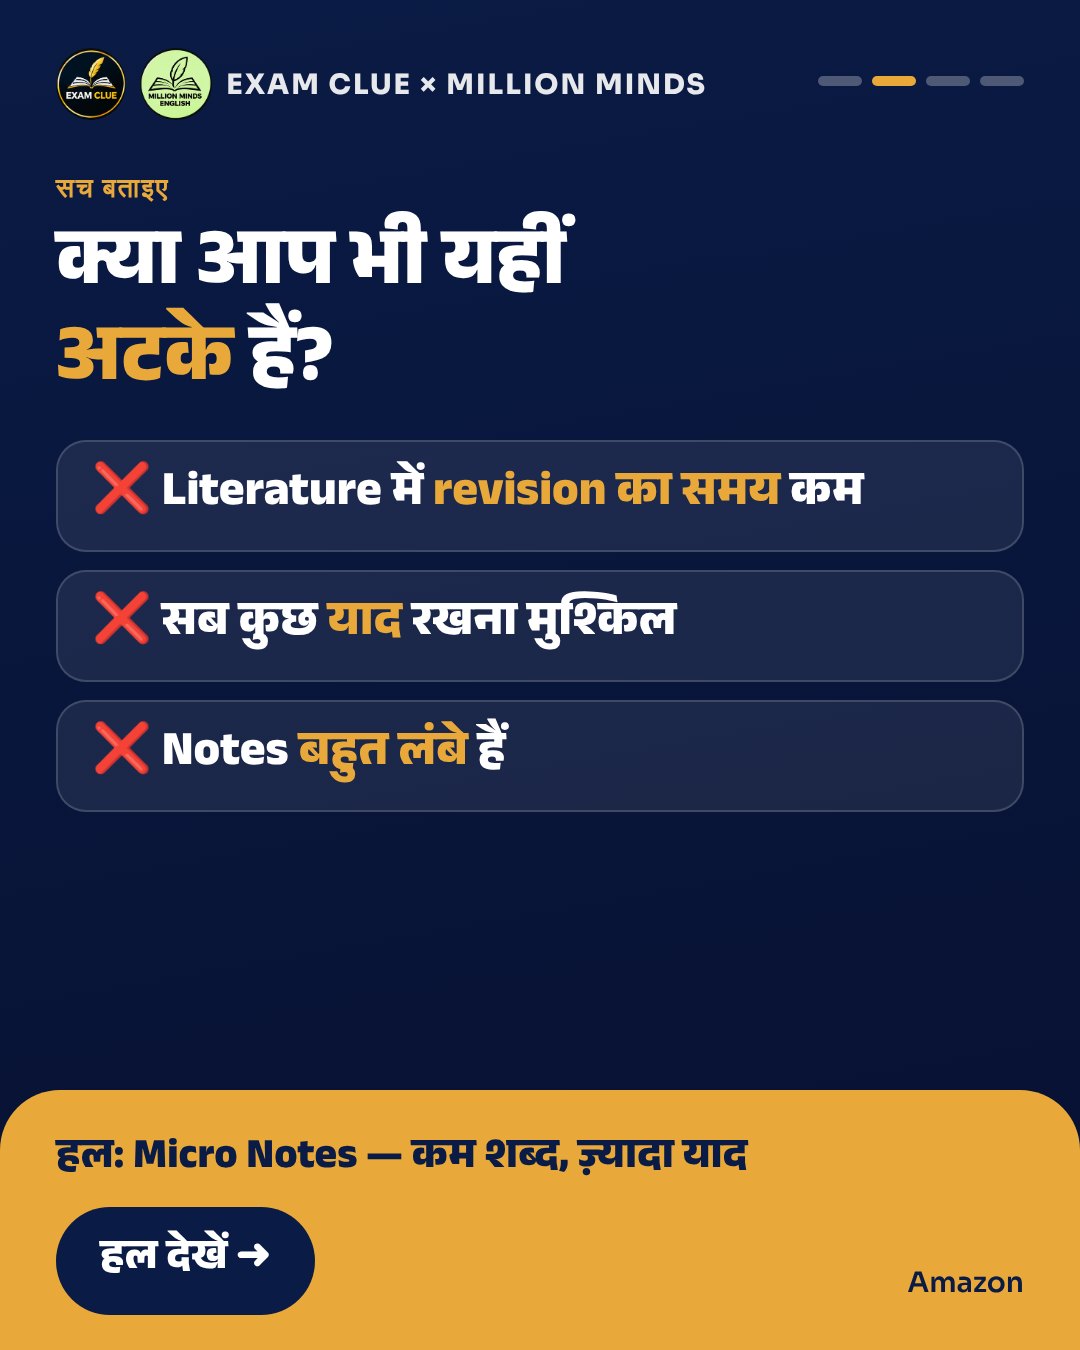 EXAM CLUE
MILLION MINDS
ENGLISH
EXAM CLUE × MILLION MINDS
सच बताइए
क्या आप भी यहीं
अटके हैं?
❌ Literature में revision का समय कम
❌ सब कुछ याद रखना मुश्किल
❌ Notes बहुत लंबे हैं
हल: Micro Notes — कम शब्द, ज़्यादा याद
हल देखें →
Amazon